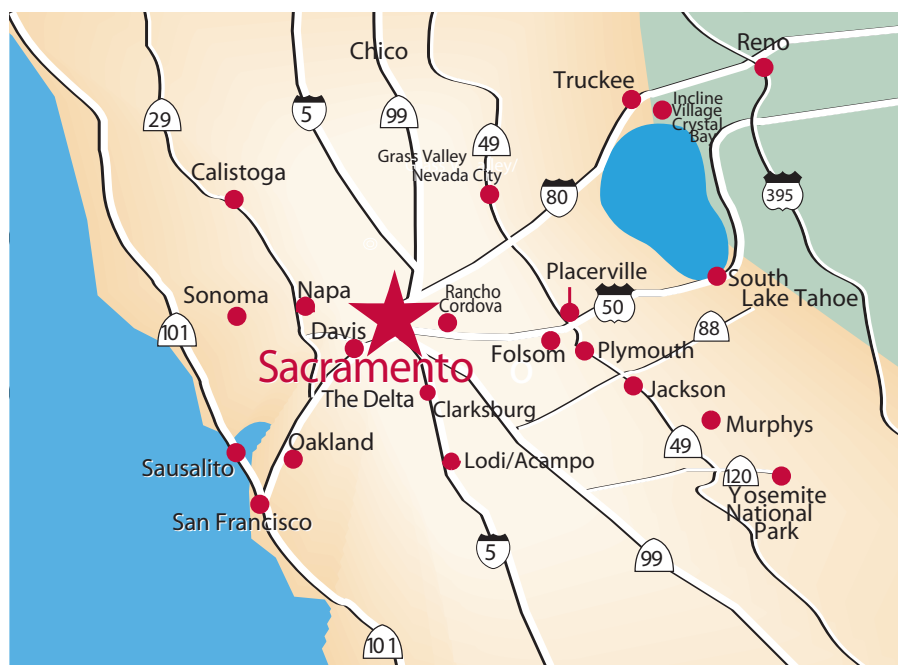 Reno
Chico
Truckee
Incline
Village
Crystal
Bay
29
5
99
49
Grass Valley
Nevada City
Calistoga
80
395
Placerville
South
Lake Tahoe
Napa
Rancho
Cordova
Sonoma
50
101
88
Davis
Folsom
Plymouth
Sacramento
Jackson
The Delta
Clarksburg
Murphys
Oakland
49
Sausalito
Lodi/Acampo
120
Yosemite
National
Park
San Francisco
5
99
101